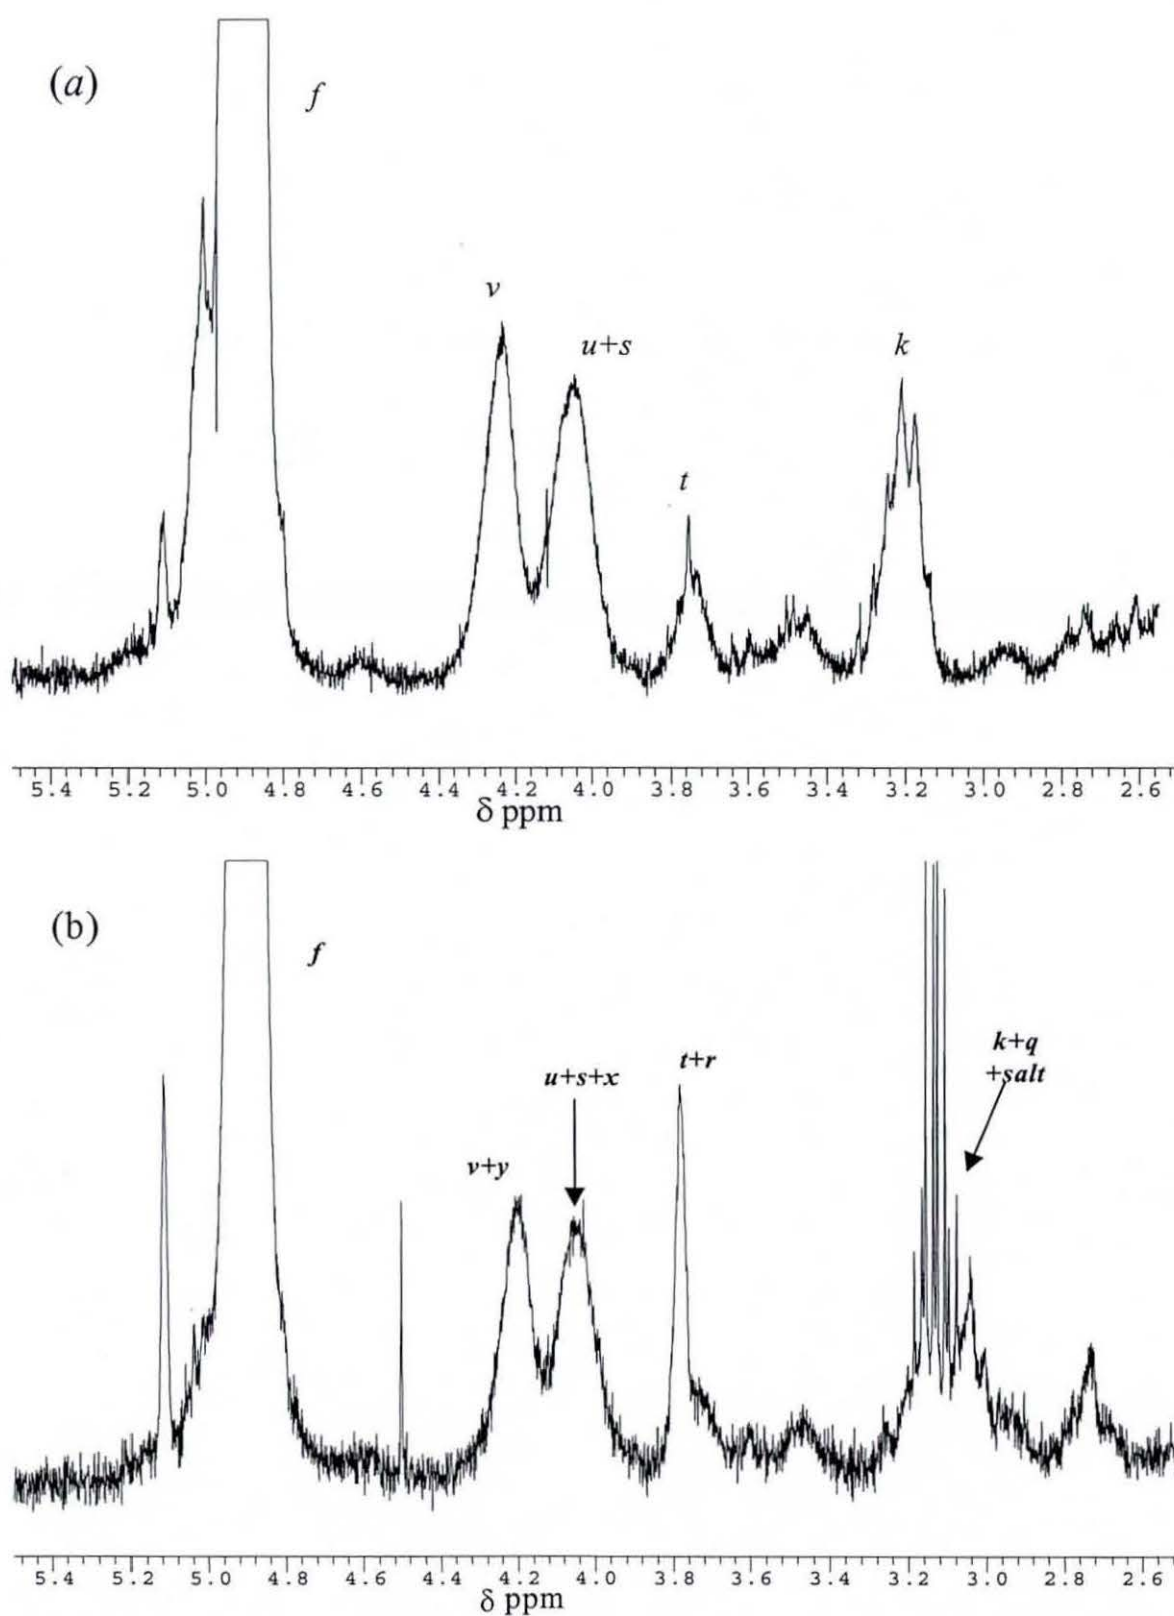 (a)
f
v
u+s
k
t
5.4 5.2 5.0 4.8 4.6 4.4 4.2 4.0 3.8 3.6 3.4 3.2 3.0 2.8 2.6
δ ppm
(b)
f
k+q
+salt
t+r
u+s+x
v+y
5.4 5.2 5.0 4.8 4.6 4.4 4.2 4.0 3.8 3.6 3.4 3.2 3.0 2.8 2.6
δ ppm